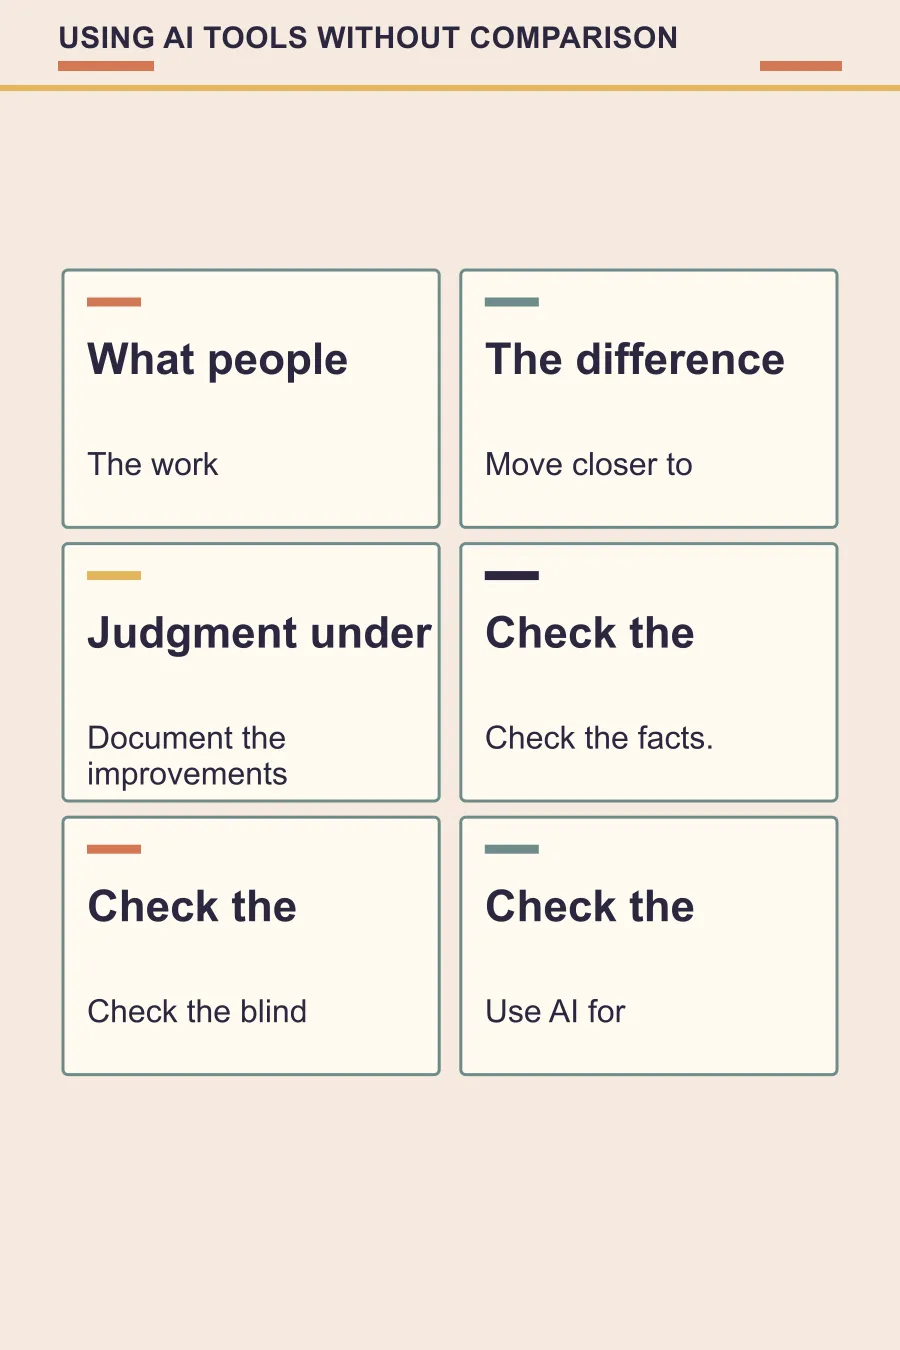 USING AI TOOLS WITHOUT COMPARISON
What people
The work
The difference
Move closer to
Judgment under
Document the
improvements
Check the
Check the facts.
Check the
Check the blind
Check the
Use AI for